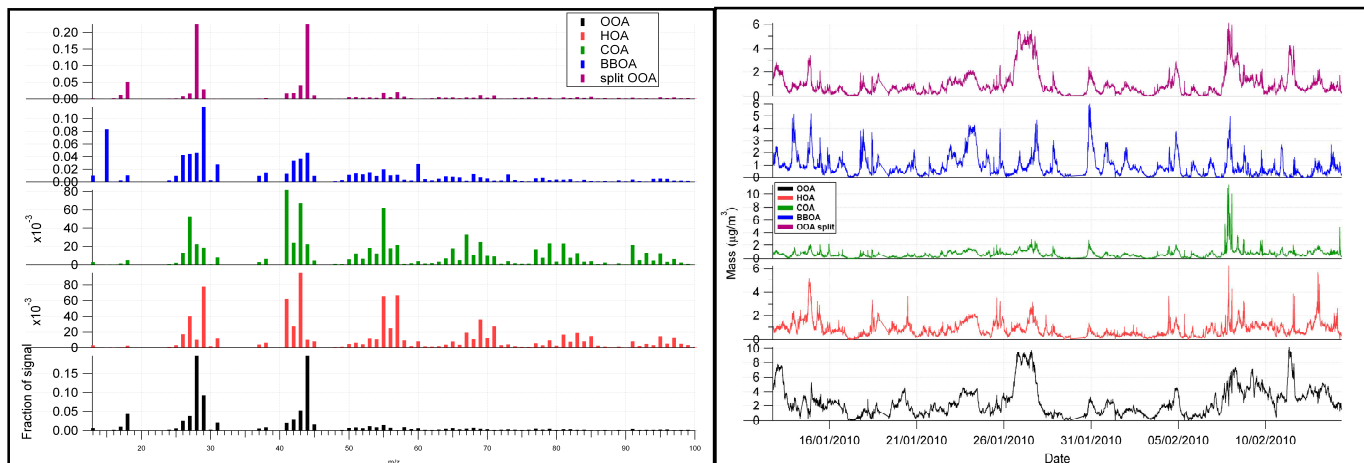 OOA
HOA
COA
BBOA
split OOA
0.20
0.15
0.10
0.05
0.00
0.10
0.08
0.06
0.04
0.02
0.00
x10⁻³
80
60
40
20
0
x10⁻³
80
60
40
20
0
Fraction of signal
0.15
0.10
0.05
0.00
20 30 40 50 60 70 80 90 100
m/z
6
4
2
0
5
4
3
2
1
0
10
8
6
4
2
0
OOA
HOA
COA
BBOA
OOA split
Mass (μg/m³)
6
4
2
0
10
8
6
4
2
0
16/01/2010 21/01/2010 26/01/2010 31/01/2010 05/02/2010 10/02/2010
Date